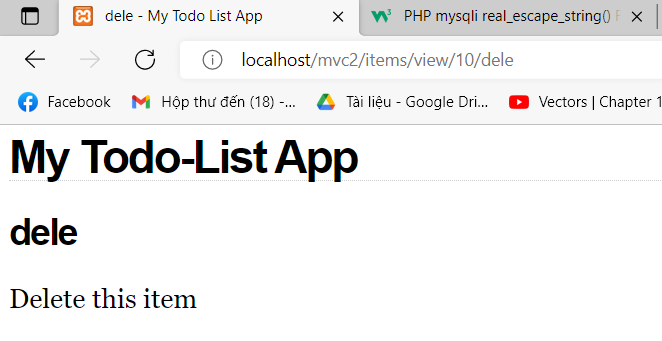 dele - My Todo-List App
PHP mysqli real_escape_string() F
localhost/mvc2/items/view/10/dele
Facebook
Hộp thư đến (18) -...
Tài liệu - Google Dri...
Vectors | Chapter 1
My Todo-List App
dele
Delete this item